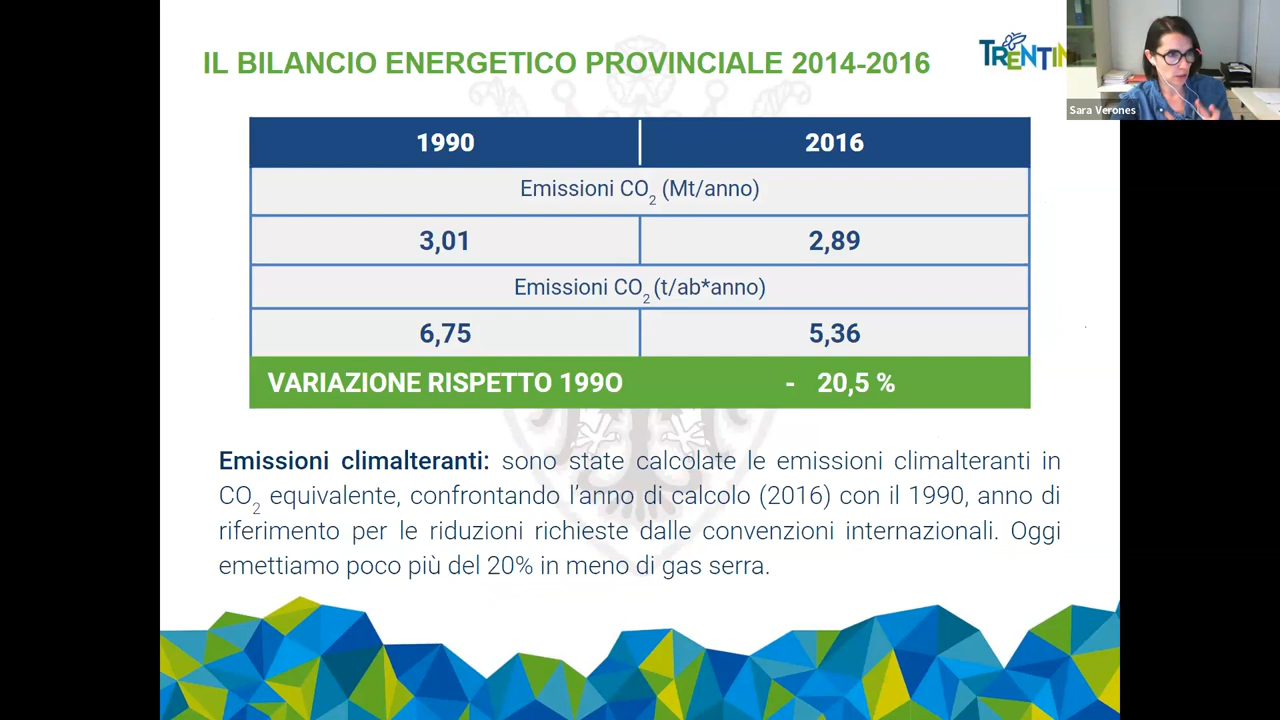 IL BILANCIO ENERGETICO PROVINCIALE 2014-2016
TRENTIN
Sara Verones
1990 2016
Emissioni CO2 (Mt/anno)
3,01 2,89
Emissioni CO2 (t/ab*anno)
6,75 5,36
VARIAZIONE RISPETTO 199O - 20,5 %
Emissioni climalteranti: sono state calcolate le emissioni climalteranti in
CO2 equivalente, confrontando l’anno di calcolo (2016) con il 1990, anno di
riferimento per le riduzioni richieste dalle convenzioni internazionali. Oggi
emettiamo poco più del 20% in meno di gas serra.